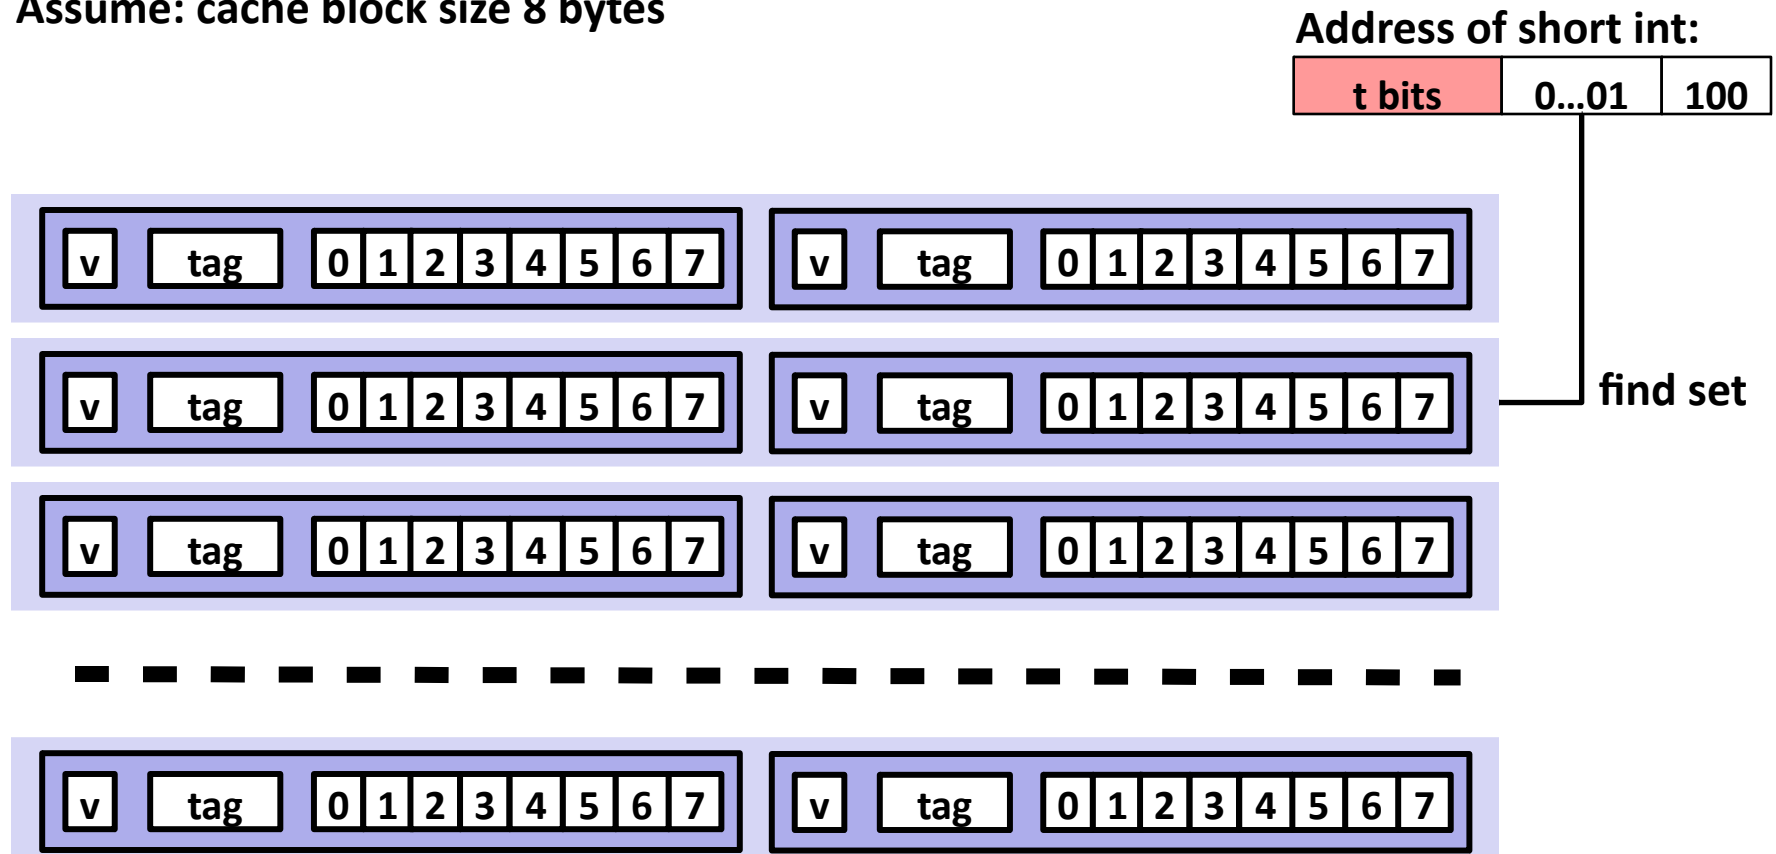 Assume: cache block size 8 bytes
Address of short int:
t bits 0...01 100
v tag 0 1 2 3 4 5 6 7 v tag 0 1 2 3 4 5 6 7
v tag 0 1 2 3 4 5 6 7 v tag 0 1 2 3 4 5 6 7 find set
v tag 0 1 2 3 4 5 6 7 v tag 0 1 2 3 4 5 6 7
v tag 0 1 2 3 4 5 6 7 v tag 0 1 2 3 4 5 6 7